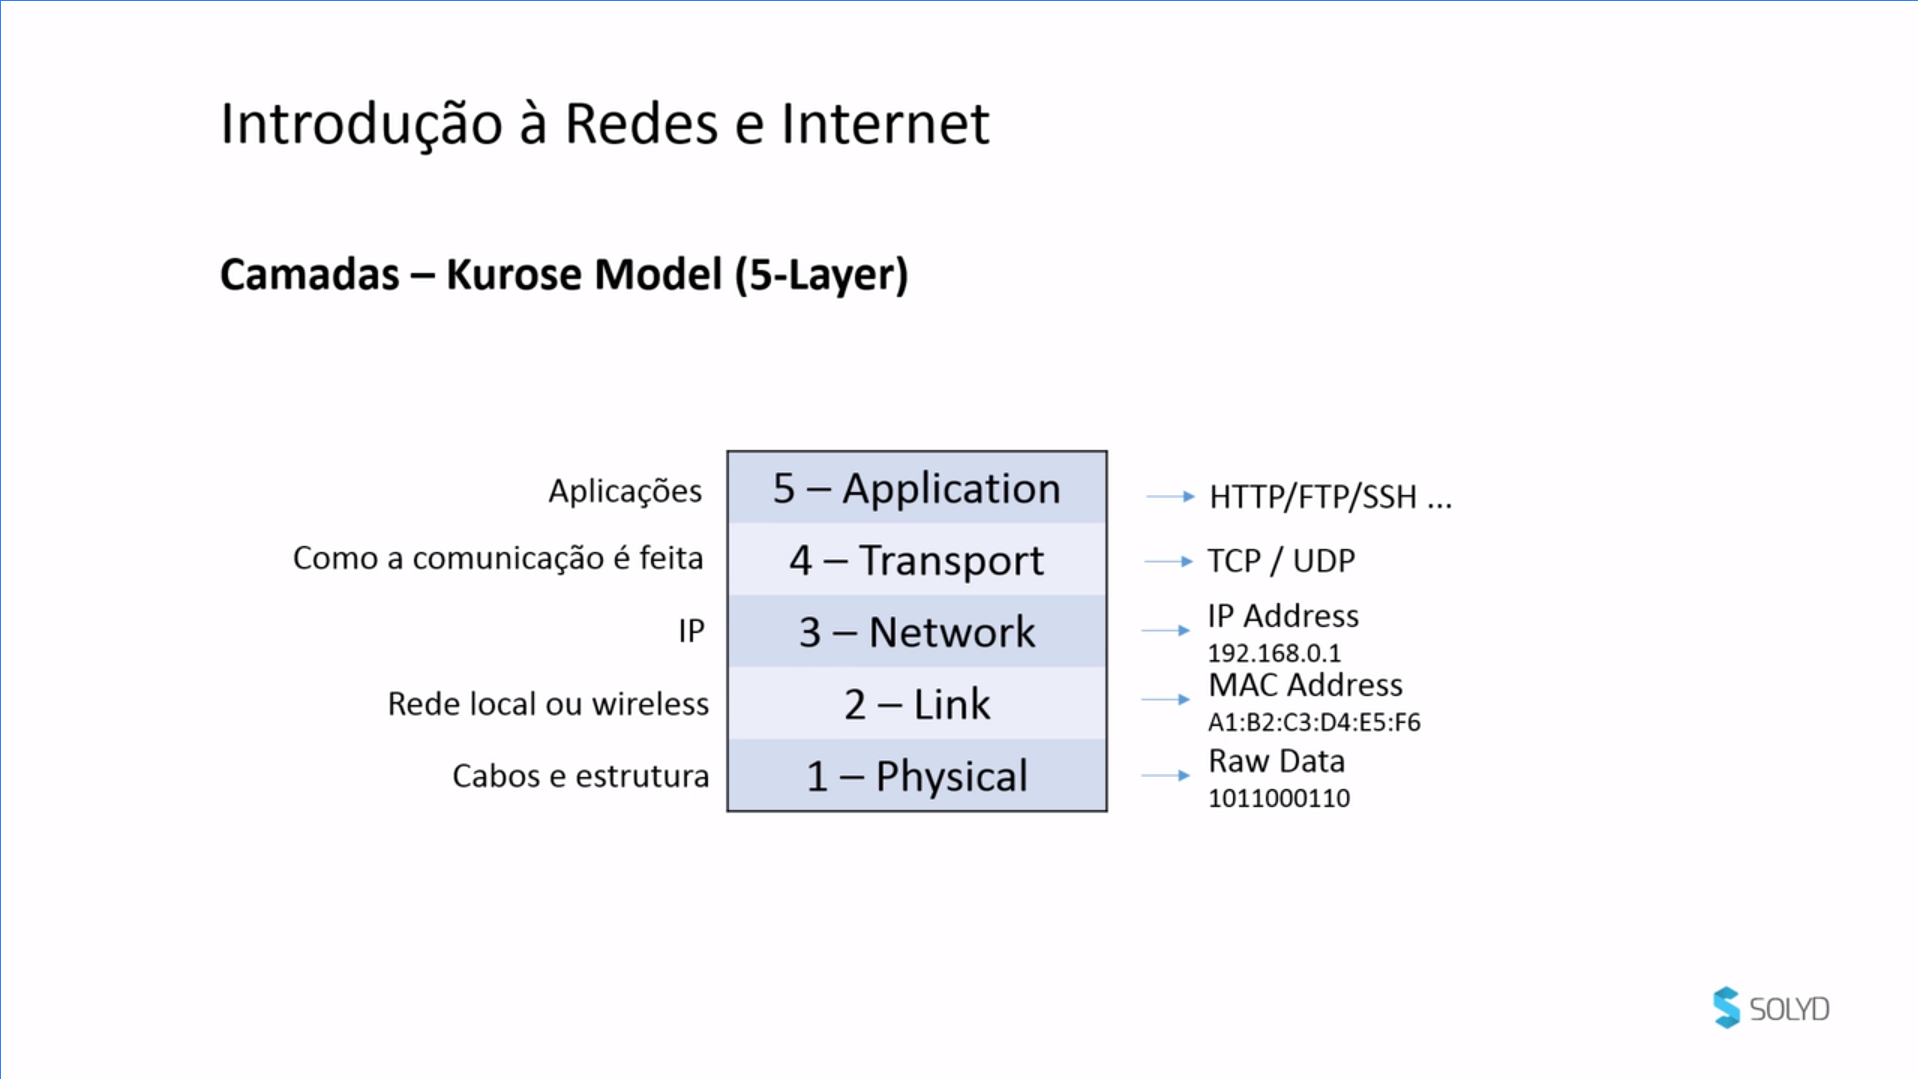 Introdução à Redes e Internet
Camadas – Kurose Model (5-Layer)
Aplicações 5 – Application HTTP/FTP/SSH ...
Como a comunicação é feita 4 – Transport TCP / UDP
IP 3 – Network IP Address
192.168.0.1
Rede local ou wireless 2 – Link MAC Address
A1:B2:C3:D4:E5:F6
Cabos e estrutura 1 – Physical Raw Data
1011000110
SOLYD